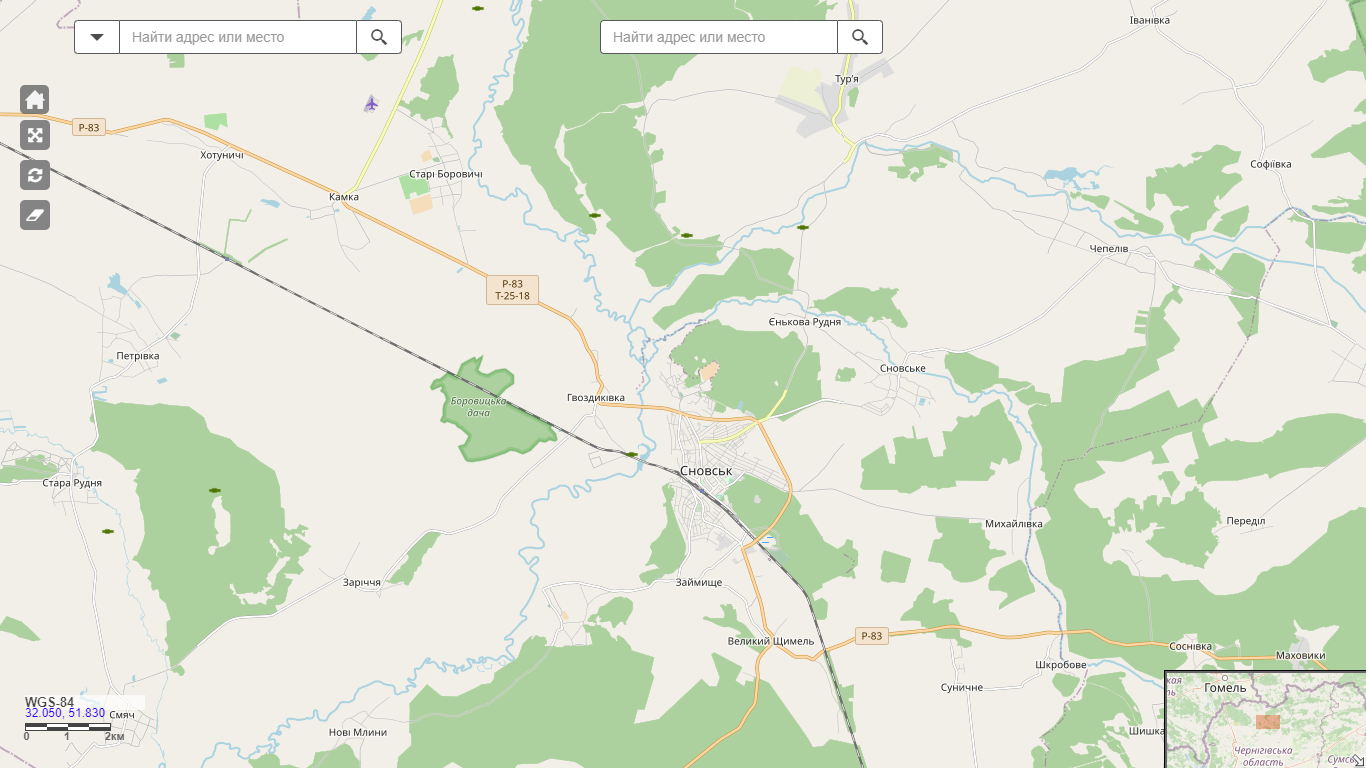 Іванівка
Найти адрес или место
Найти адрес или место
Тур'я
Р-83
Хотуничі
Софіївка
Старі Боровичі
Камка
Чепелів
Р-83
Т-25-18
Єнькова Рудня
Петрівка
Сновське
Гвоздиківка
Боровицька
дача
Сновськ
Стара Рудня
Михайлівка
Переділ
Заріччя
Займище
Великий Щимель
Р-83
Соснівка
Маховики
Шкробове
Суничне
Гомель
WGS-84
32.050, 51.830
Смяч
0 1 2км
Нові Млини
Шишка
Чернігівська
область
Сумсь